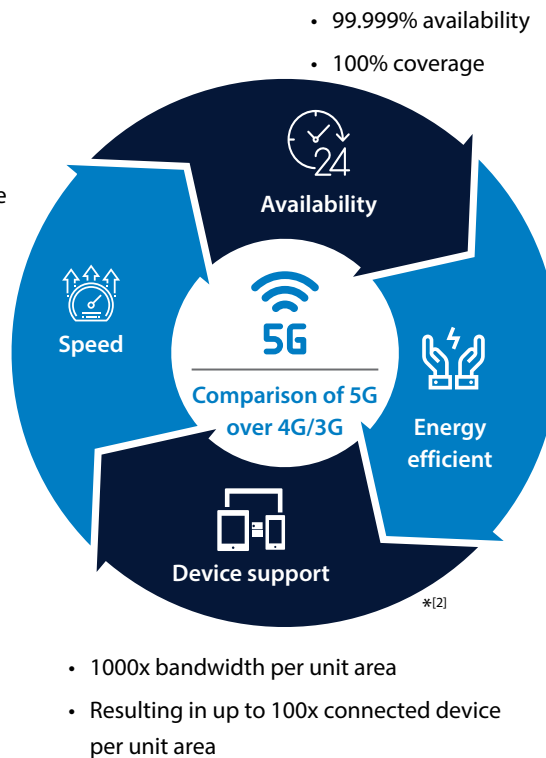 • 99.999% availability
• 100% coverage
24
Availability
e
Speed
5G
Comparison of 5G
over 4G/3G
Energy
efficient
Device support
*[2]
• 1000x bandwidth per unit area
• Resulting in up to 100x connected device
per unit area